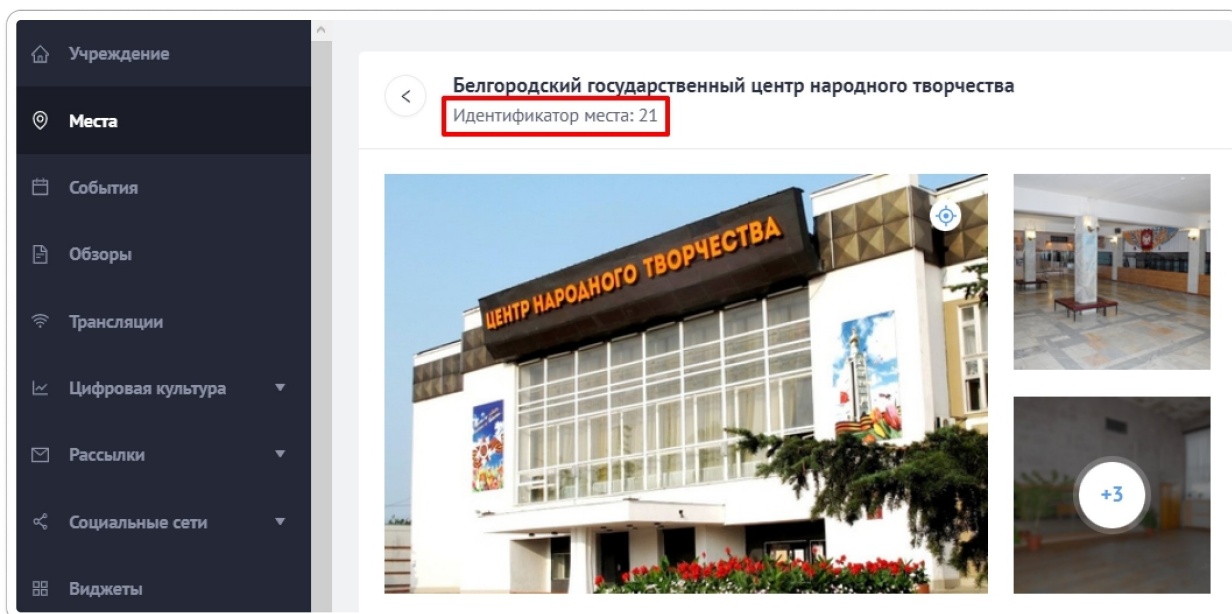 Учреждение
Места
События
Обзоры
Трансляции
Цифровая культура
Рассылки
Социальные сети
Виджеты
Белгородский государственный центр народного творчества
Идентификатор места: 21
ЦЕНТР НАРОДНОГО ТВОРЧЕСТВА
+3